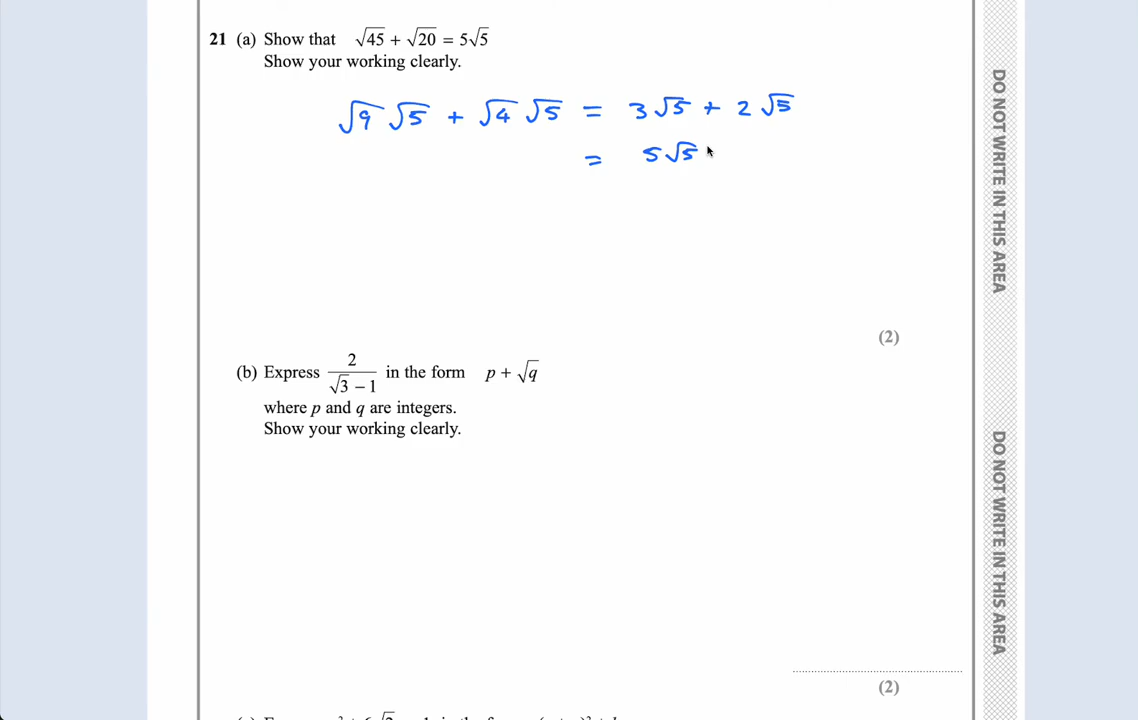 21 (a) Show that √45 + √20 = 5√5
Show your working clearly.
√9 √5 + √4 √5 = 3√5 + 2√5
= 5√5
(2)
(b) Express 2/(√3 − 1) in the form p + √q
where p and q are integers.
Show your working clearly.
(2)
DO NOT WRITE IN THIS AREA
DO NOT WRITE IN THIS AREA